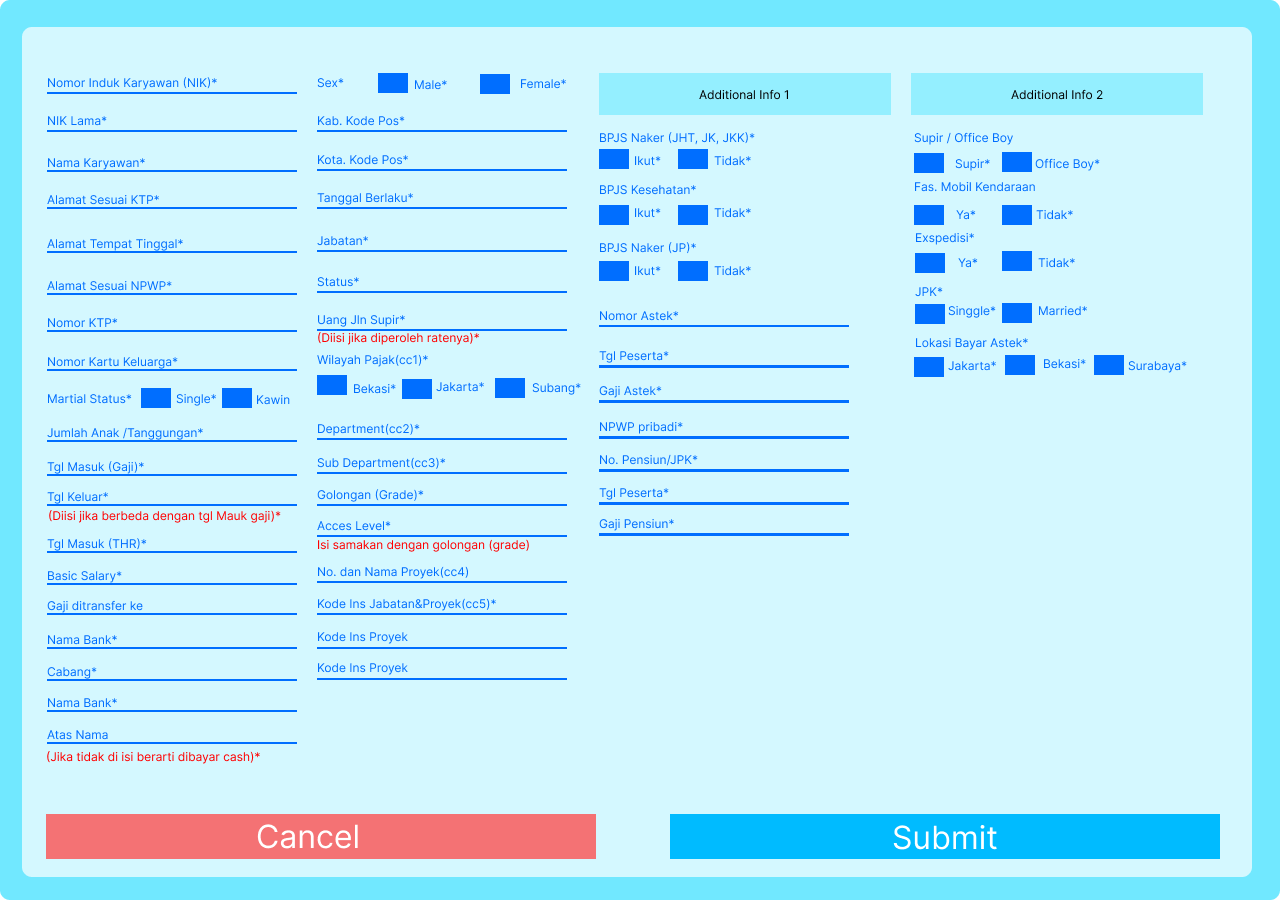 Nomor Induk Karyawan (NIK)*
NIK Lama*
Nama Karyawan*
Alamat Sesuai KTP*
Alamat Tempat Tinggal*
Alamat Sesuai NPWP*
Nomor KTP*
Nomor Kartu Keluarga*
Martial Status* Single* Kawin
Jumlah Anak /Tanggungan*
Tgl Masuk (Gaji)*
Tgl Keluar*
(Diisi jika berbeda dengan tgl Mauk gaji)*
Tgl Masuk (THR)*
Basic Salary*
Gaji ditransfer ke
Nama Bank*
Cabang*
Nama Bank*
Atas Nama
(Jika tidak di isi berarti dibayar cash)*
Sex* Male* Female*
Kab. Kode Pos*
Kota. Kode Pos*
Tanggal Berlaku*
Jabatan*
Status*
Uang Jln Supir*
(Diisi jika diperoleh ratenya)*
Wilayah Pajak(cc1)*
Bekasi* Jakarta* Subang*
Department(cc2)*
Sub Department(cc3)*
Golongan (Grade)*
Acces Level*
Isi samakan dengan golongan (grade)
No. dan Nama Proyek(cc4)
Kode Ins Jabatan&Proyek(cc5)*
Kode Ins Proyek
Kode Ins Proyek
Additional Info 1
BPJS Naker (JHT, JK, JKK)*
Ikut* Tidak*
BPJS Kesehatan*
Ikut* Tidak*
BPJS Naker (JP)*
Ikut* Tidak*
Nomor Astek*
Tgl Peserta*
Gaji Astek*
NPWP pribadi*
No. Pensiun/JPK*
Tgl Peserta*
Gaji Pensiun*
Additional Info 2
Supir / Office Boy
Supir* Office Boy*
Fas. Mobil Kendaraan
Ya* Tidak*
Exspedisi*
Ya* Tidak*
JPK*
Singgle* Married*
Lokasi Bayar Astek*
Jakarta* Bekasi* Surabaya*
Cancel
Submit